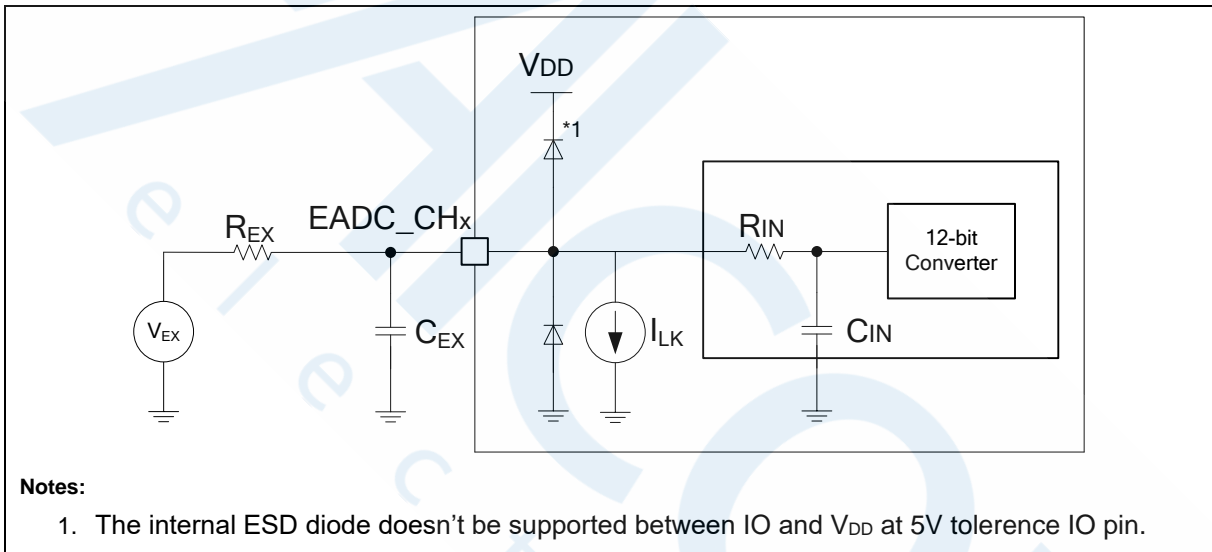 VDD
*1
REX
EADC_CHx
RIN
12-bit
Converter
VEX
CEX
ILK
CIN
Notes:
1. The internal ESD diode doesn't be supported between IO and VDD at 5V tolerence IO pin.